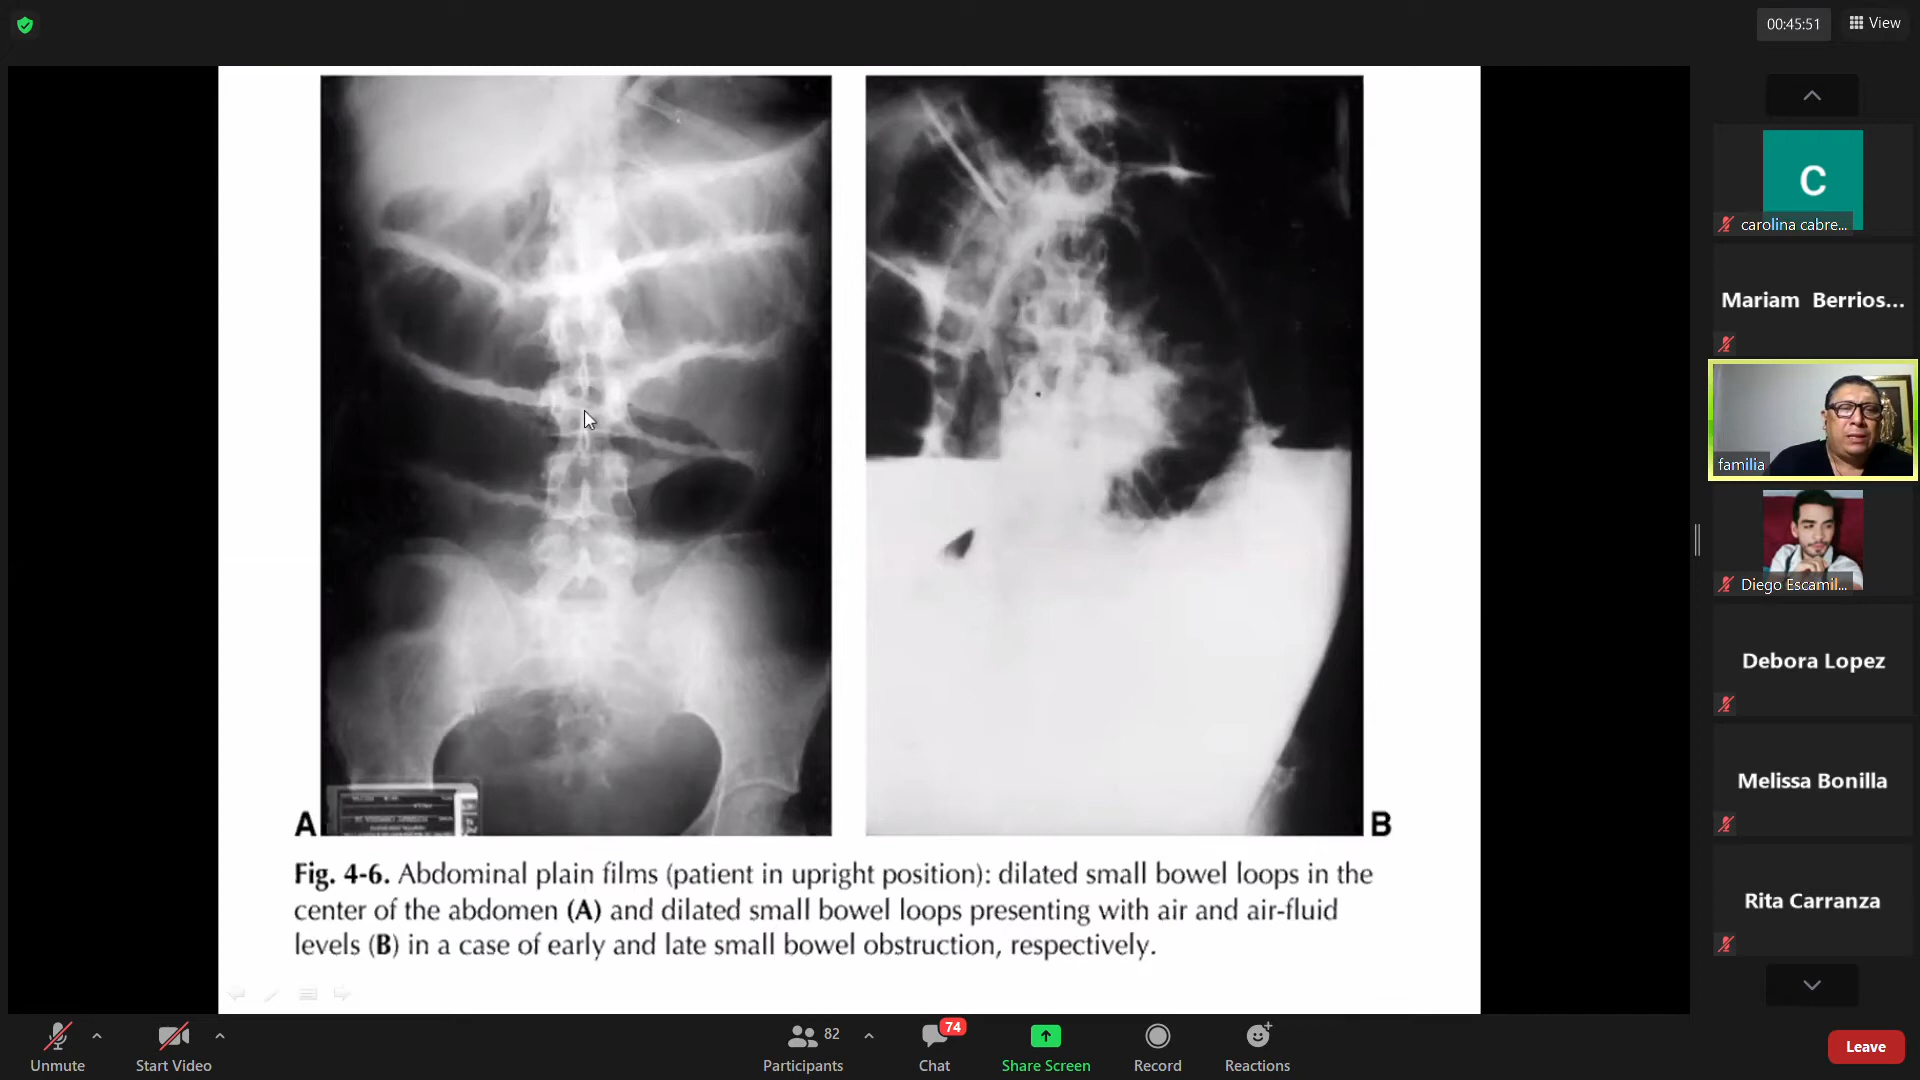 00:45:51
View
C
carolina cabre...
Mariam Berrios...
familia
Diego Escamil...
Debora Lopez
Melissa Bonilla
Rita Carranza
A
B
Fig. 4-6. Abdominal plain films (patient in upright position): dilated small bowel loops in the
center of the abdomen (A) and dilated small bowel loops presenting with air and air-fluid
levels (B) in a case of early and late small bowel obstruction, respectively.
Unmute
Start Video
82
Participants
74
Chat
Share Screen
Record
Reactions
Leave